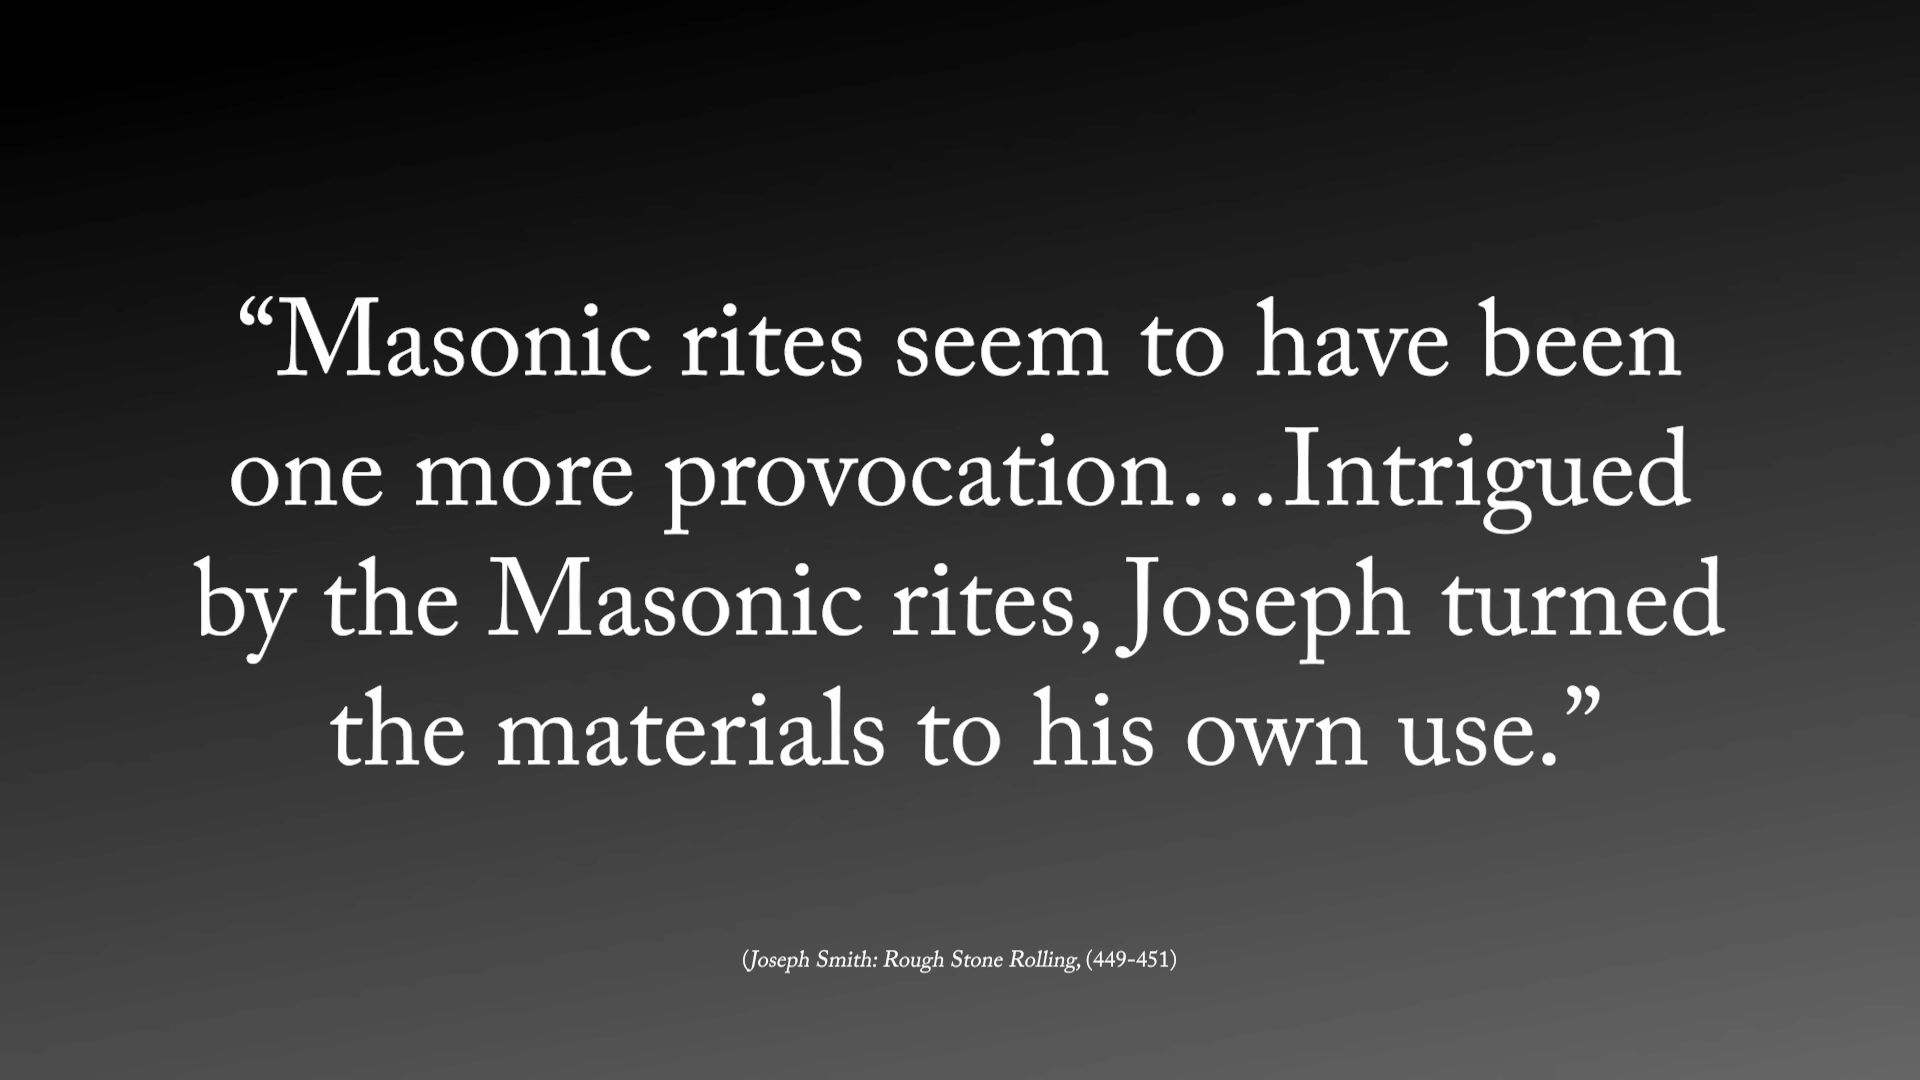 “Masonic rites seem to have been
one more provocation…Intrigued
by the Masonic rites, Joseph turned
the materials to his own use.”
(Joseph Smith: Rough Stone Rolling, (449-451)